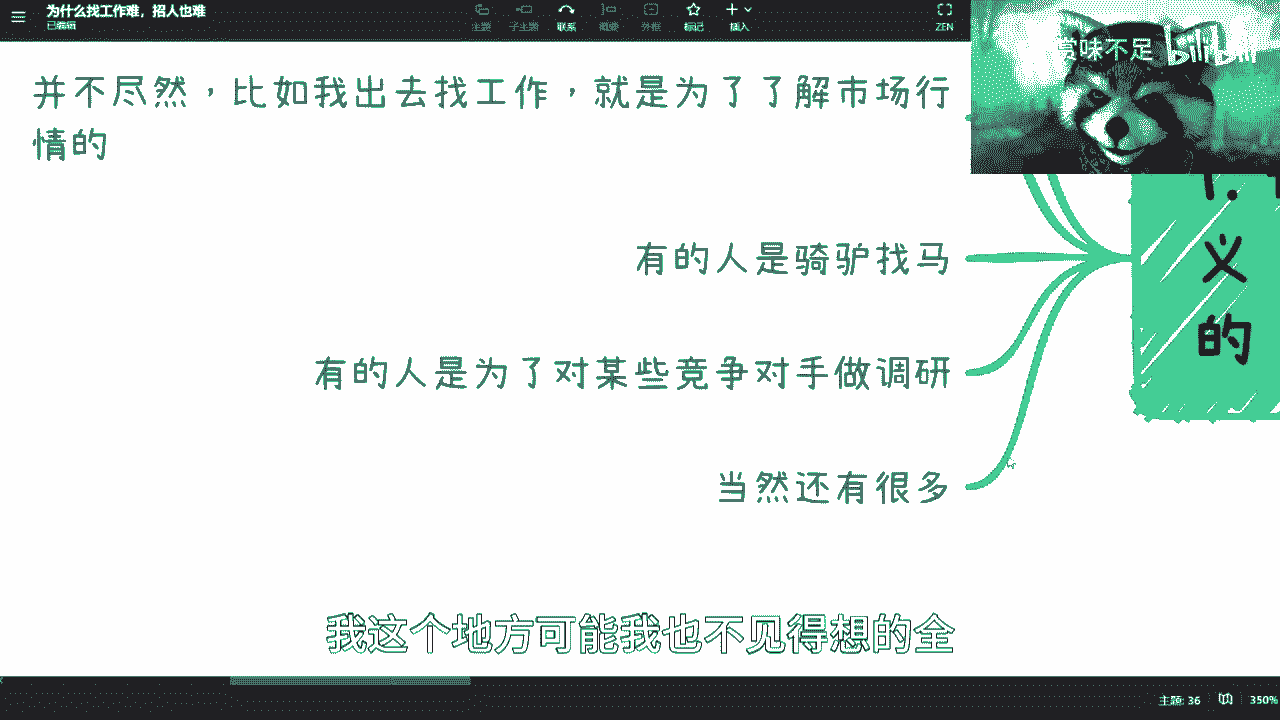 为什么找工作难，招人也难
已编辑
主题
子主题
联系
概要
外框
标记
插入
ZEN
赏味不足
bilibili
并不尽然，比如我出去找工作，就是为了了解市场行
情的
有的人是骑驴找马
有的人是为了对某些竞争对手做调研
当然还有很多
义
的
我这个地方可能我也不见得想的全
主题: 36
350%